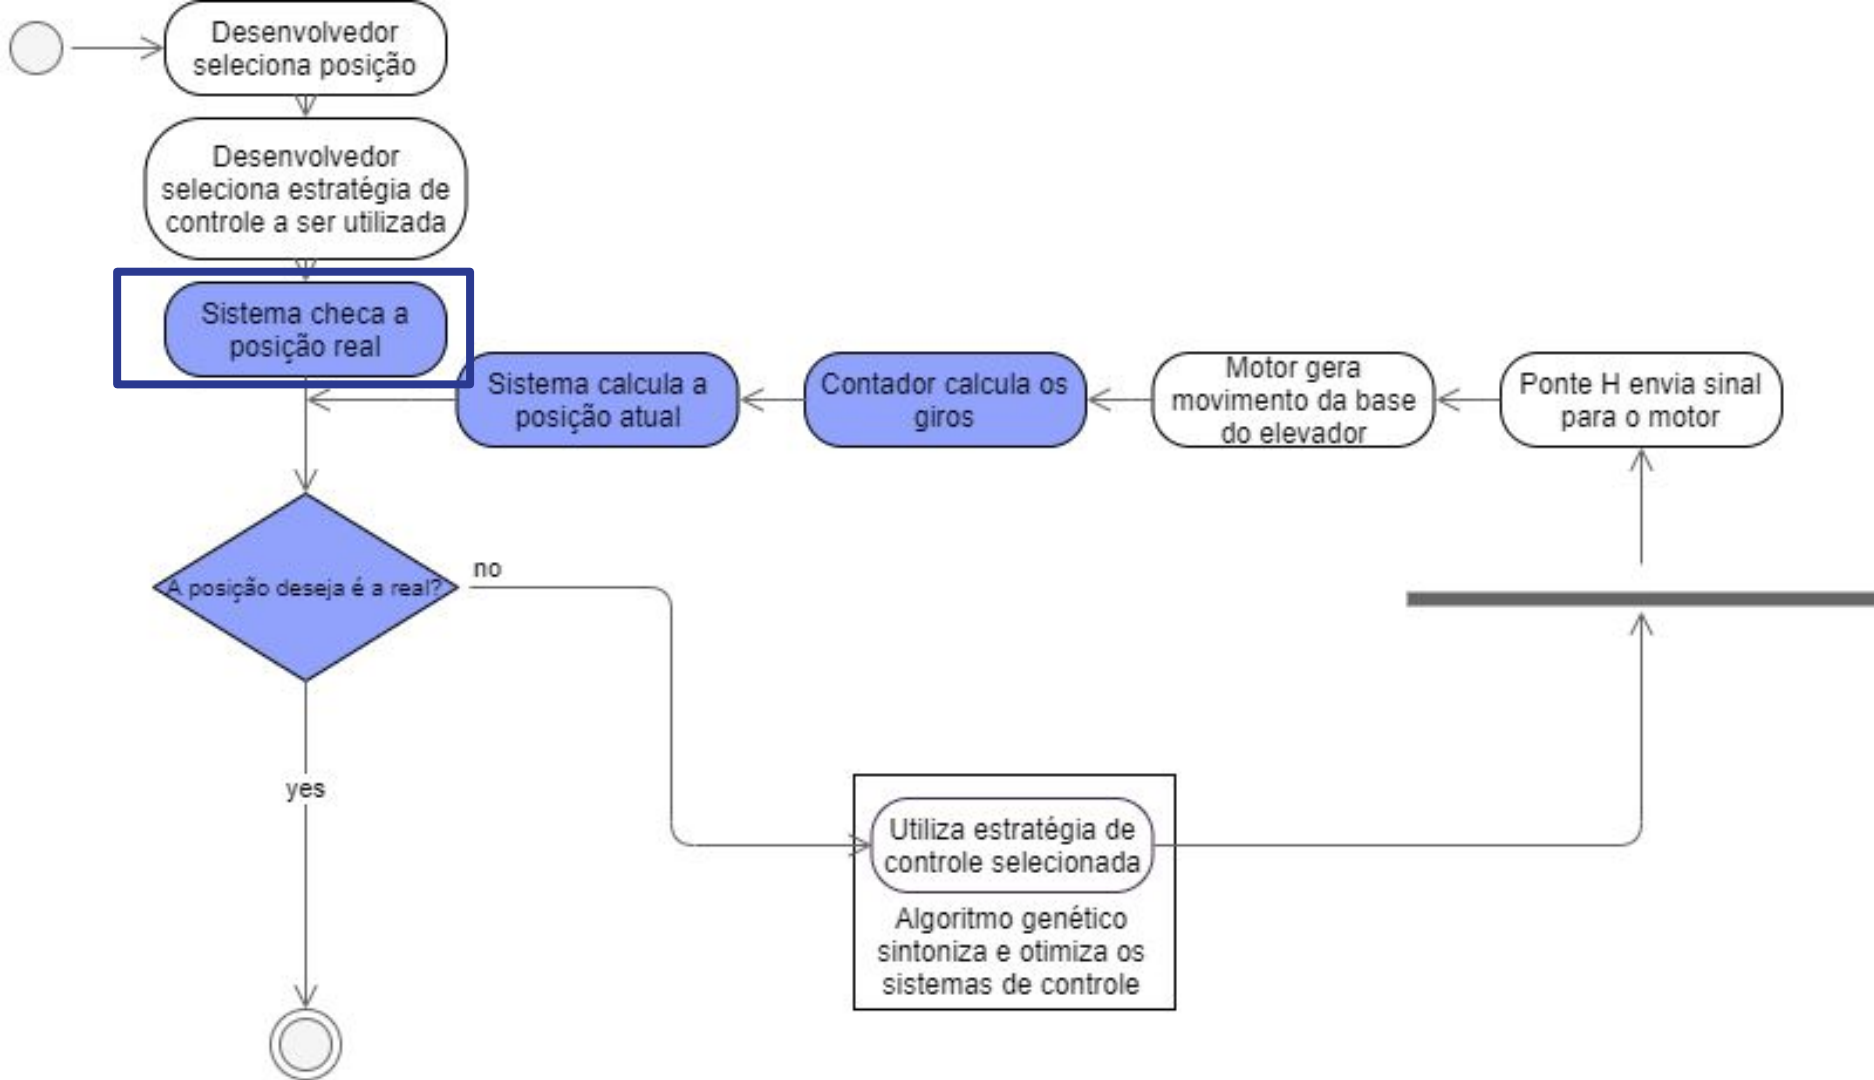 Desenvolvedor
seleciona posição
Desenvolvedor
seleciona estratégia de
controle a ser utilizada
Sistema checa a
posição real
Sistema calcula a
posição atual
Contador calcula os
giros
Motor gera
movimento da base
do elevador
Ponte H envia sinal
para o motor
A posição deseja é a real?
no
yes
Utiliza estratégia de
controle selecionada
Algoritmo genético
sintoniza e otimiza os
sistemas de controle